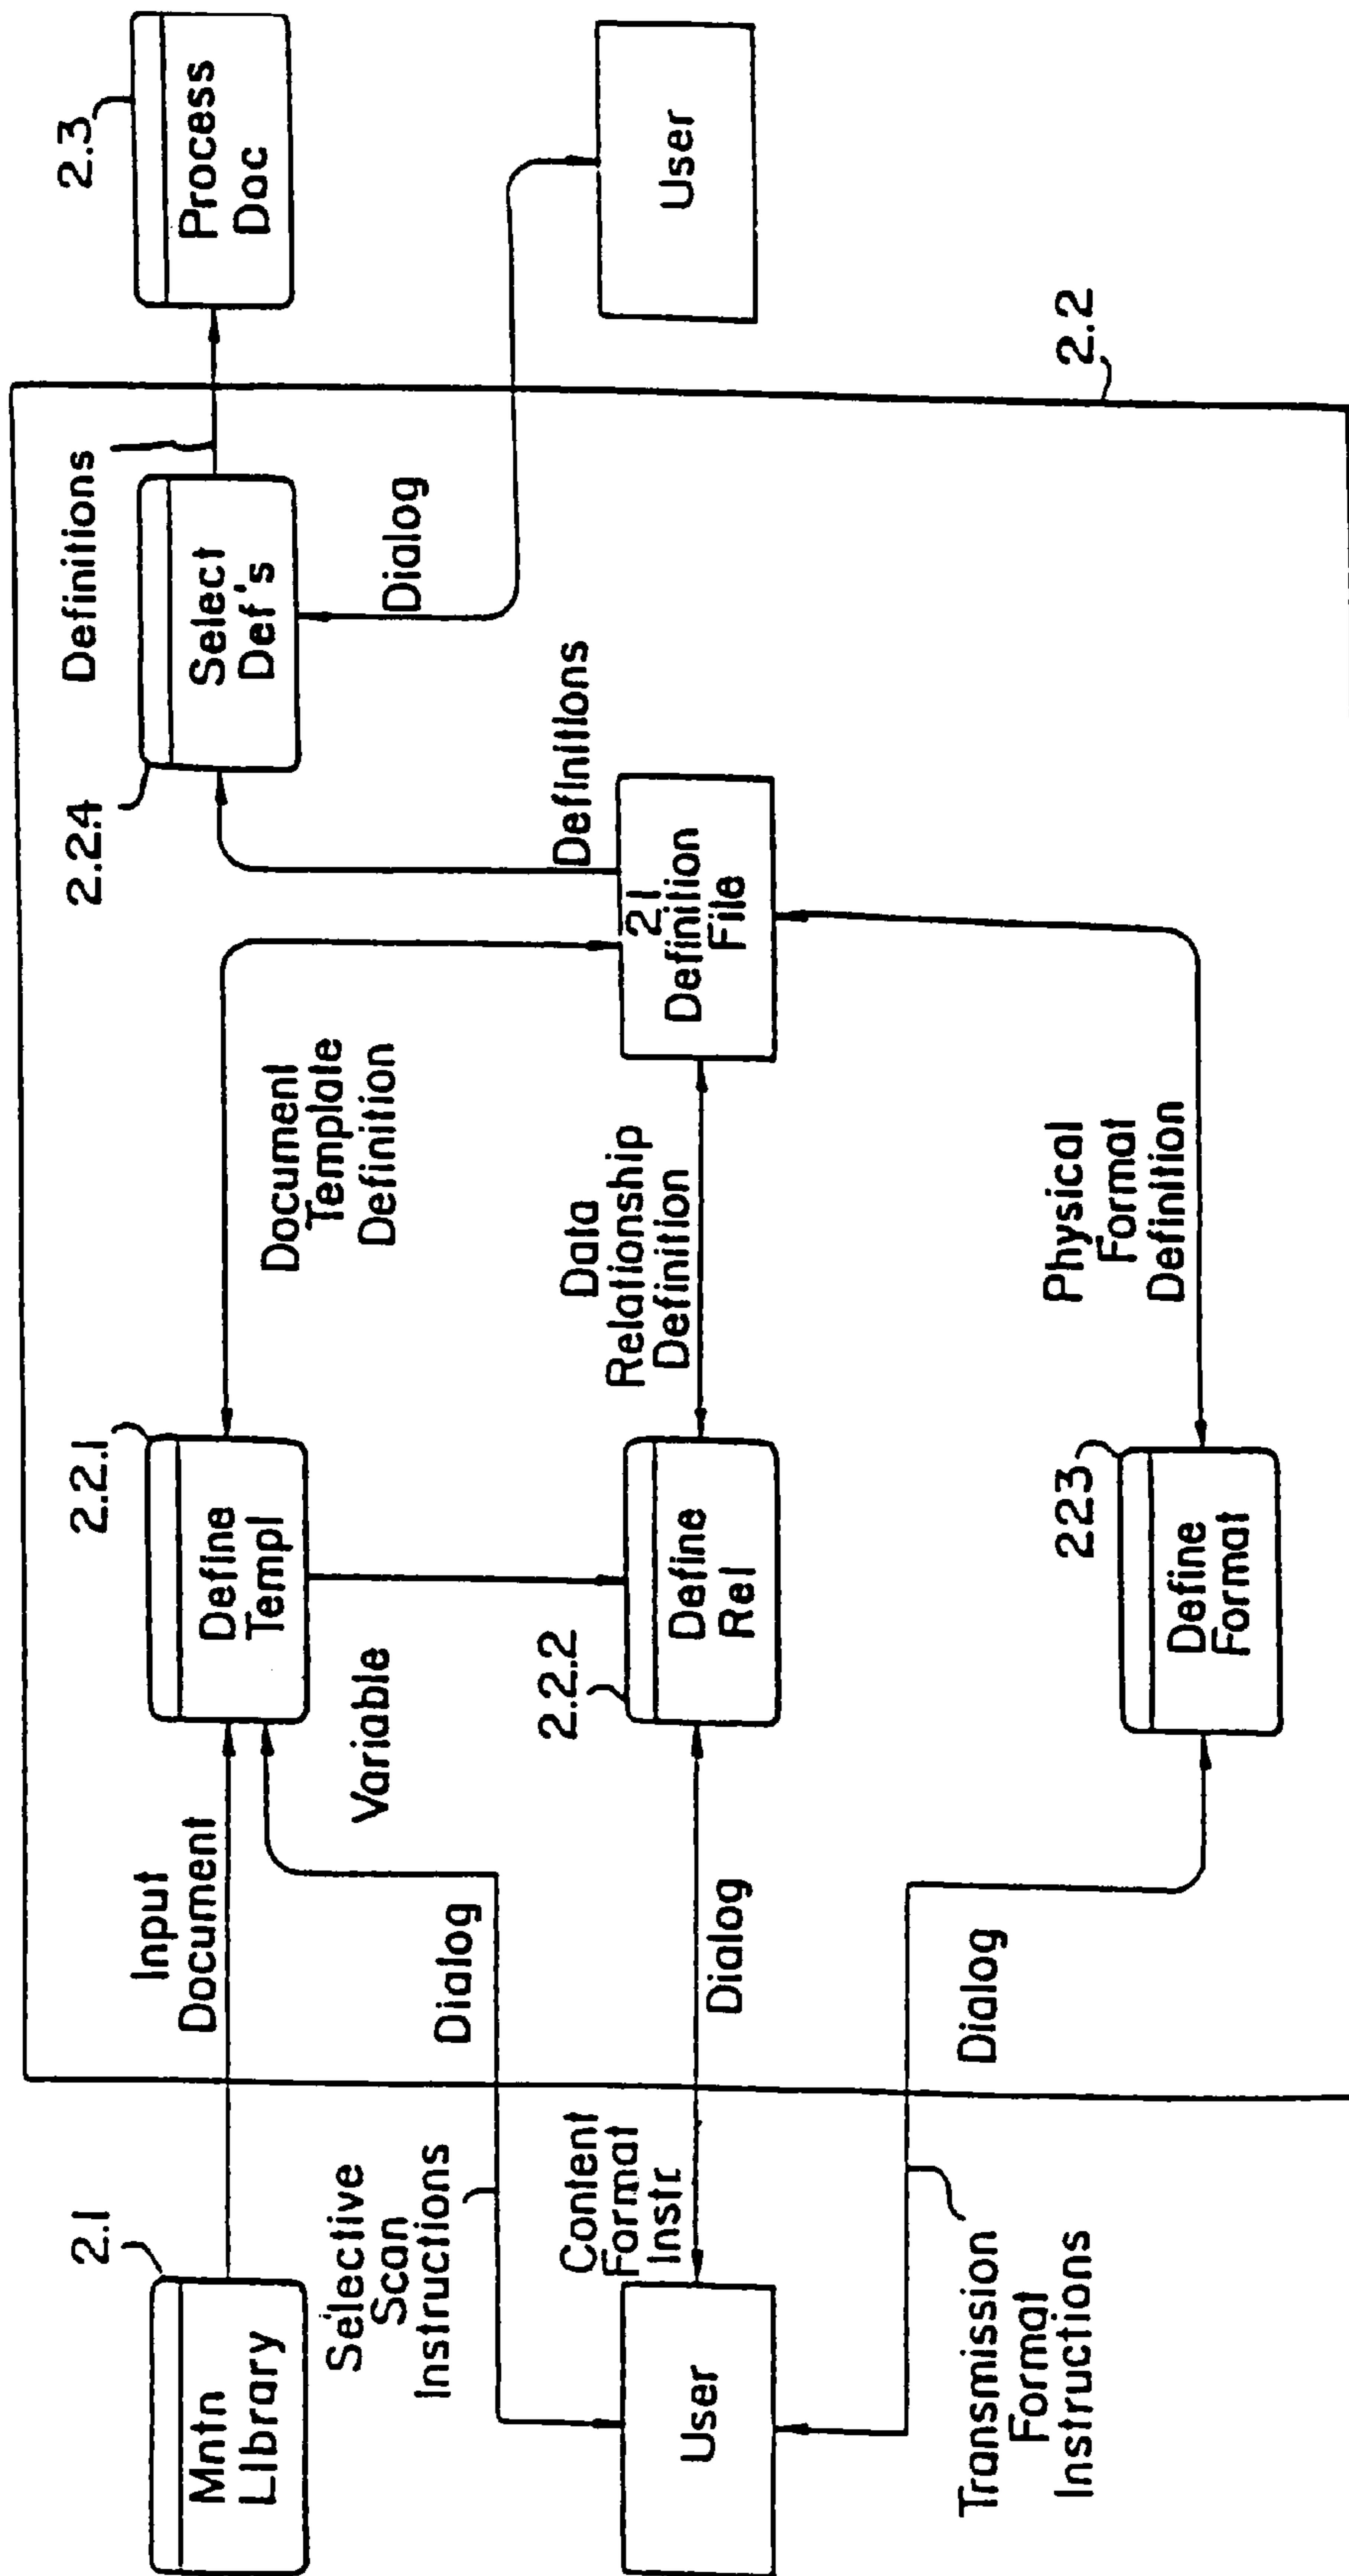 2.1
Mntn
Library
Input
Document
2.2.1
Define
Templ
Document
Template
Definition
2.2.4
Select
Def's
Definitions
2.3
Process
Doc
Selective
Scan
Instructions
Dialog
Variable
Definitions
Dialog
User
Content
Format
Instr.
Dialog
2.2.2
Define
Rel
Data
Relationship
Definition
21
Definition
File
User
Transmission
Format
Instructions
Dialog
223
Define
Format
Physical
Format
Definition
2.2